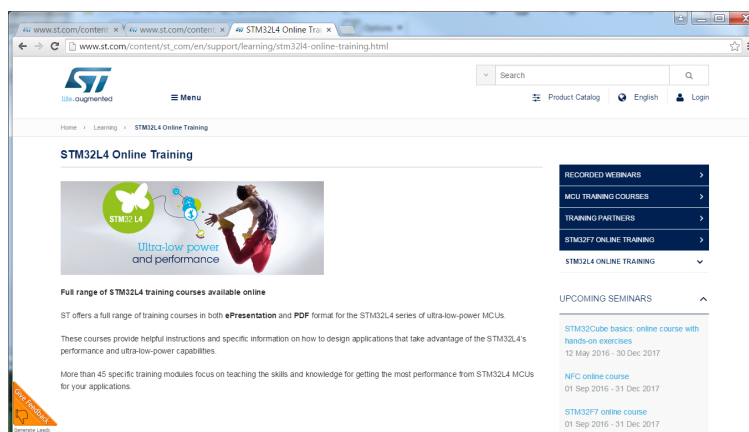 www.st.com/content
www.st.com/content
STM32L4 Online Trai
www.st.com/content/st_com/en/support/learning/stm32l4-online-training.html
ST
life.augmented
Menu
Search
Product Catalog
English
Login
Home › Learning › STM32L4 Online Training
STM32L4 Online Training
STM32 L4
Ultra-low power
and performance
Full range of STM32L4 training courses available online
ST offers a full range of training courses in both ePresentation and PDF format for the STM32L4 series of ultra-low-power MCUs.
These courses provide helpful instructions and specific information on how to design applications that take advantage of the STM32L4's
performance and ultra-low-power capabilities.
More than 45 specific training modules focus on teaching the skills and knowledge for getting the most performance from STM32L4 MCUs
for your applications.
RECORDED WEBINARS
MCU TRAINING COURSES
TRAINING PARTNERS
STM32F7 ONLINE TRAINING
STM32L4 ONLINE TRAINING
UPCOMING SEMINARS
STM32Cube basics: online course with
hands-on exercises
12 May 2016 - 30 Dec 2017
NFC online course
01 Sep 2016 - 31 Dec 2017
STM32F7 online course
01 Sep 2016 - 31 Dec 2017
Give Feedback
Generate Leads